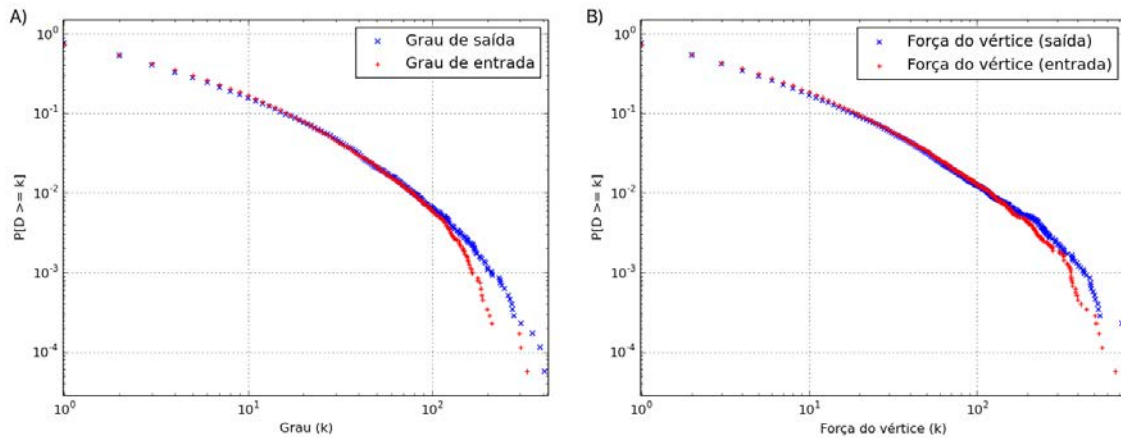 A)
Grau de saída
Grau de entrada
P[D >= k]
10^0
10^-1
10^-2
10^-3
10^-4
10^0
10^1
10^2
Grau (k)
B)
Força do vértice (saída)
Força do vértice (entrada)
P[D >= k]
10^0
10^-1
10^-2
10^-3
10^-4
10^0
10^1
10^2
Força do vértice (k)